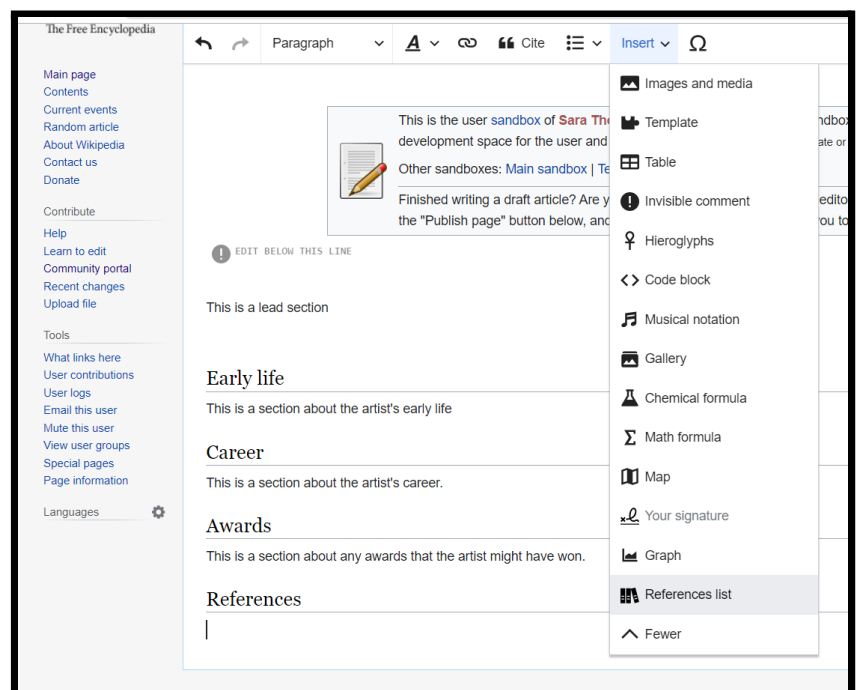 The Free Encyclopedia
Paragraph
A
Cite
Insert
Ω
Main page
Contents
Current events
Random article
About Wikipedia
Contact us
Donate
Contribute
Help
Learn to edit
Community portal
Recent changes
Upload file
Tools
What links here
User contributions
User logs
Email this user
Mute this user
View user groups
Special pages
Page information
Languages
This is the user sandbox of Sara
development space for the user and
ate or
Other sandboxes: Main sandbox |
Finished writing a draft article? Are
the "Publish page" button below, and
to
EDIT BELOW THIS LINE
This is a lead section
Early life
This is a section about the artist's early life
Career
This is a section about the artist's career.
Awards
This is a section about any awards that the artist might have won.
References
Images and media
Template
Table
Invisible comment
Hieroglyphs
Code block
Musical notation
Gallery
Chemical formula
Math formula
Map
Your signature
Graph
References list
Fewer